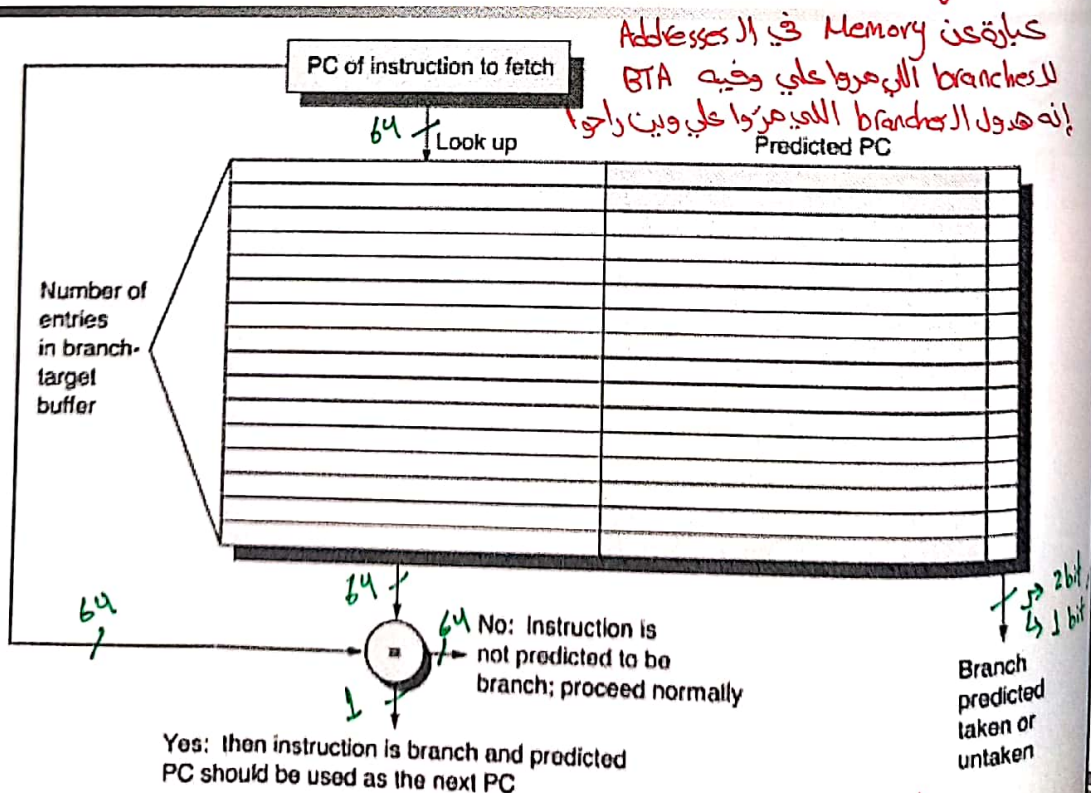 عبارة عن Memory في ال Addresses
لل branches اللي مروا علي وفيه BTA
إنه هدول ال branches اللي مرّوا علي وين راحوا
PC of instruction to fetch
64
Look up
Predicted PC
Number of
entries
in branch-
target
buffer
64
64
=
64
No: Instruction is
not predicted to be
branch; proceed normally
1
Yes: then instruction is branch and predicted
PC should be used as the next PC
2 bit
1 bit
Branch
predicted
taken or
untaken